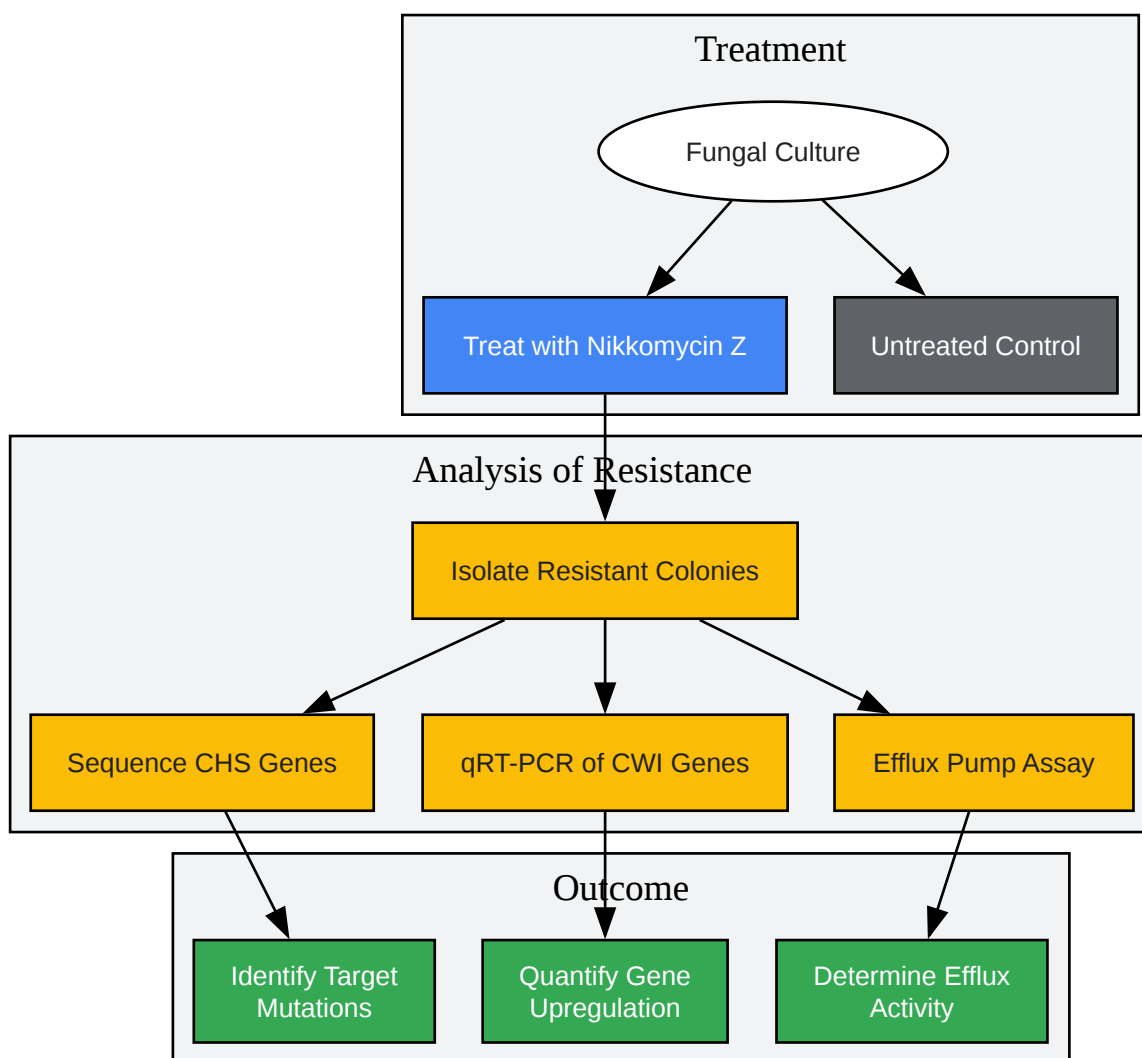 Treatment
Fungal Culture
Treat with Nikkomycin Z
Untreated Control
Analysis of Resistance
Isolate Resistant Colonies
Sequence CHS Genes
qRT-PCR of CWI Genes
Efflux Pump Assay
Outcome
Identify Target
Mutations
Quantify Gene
Upregulation
Determine Efflux
Activity